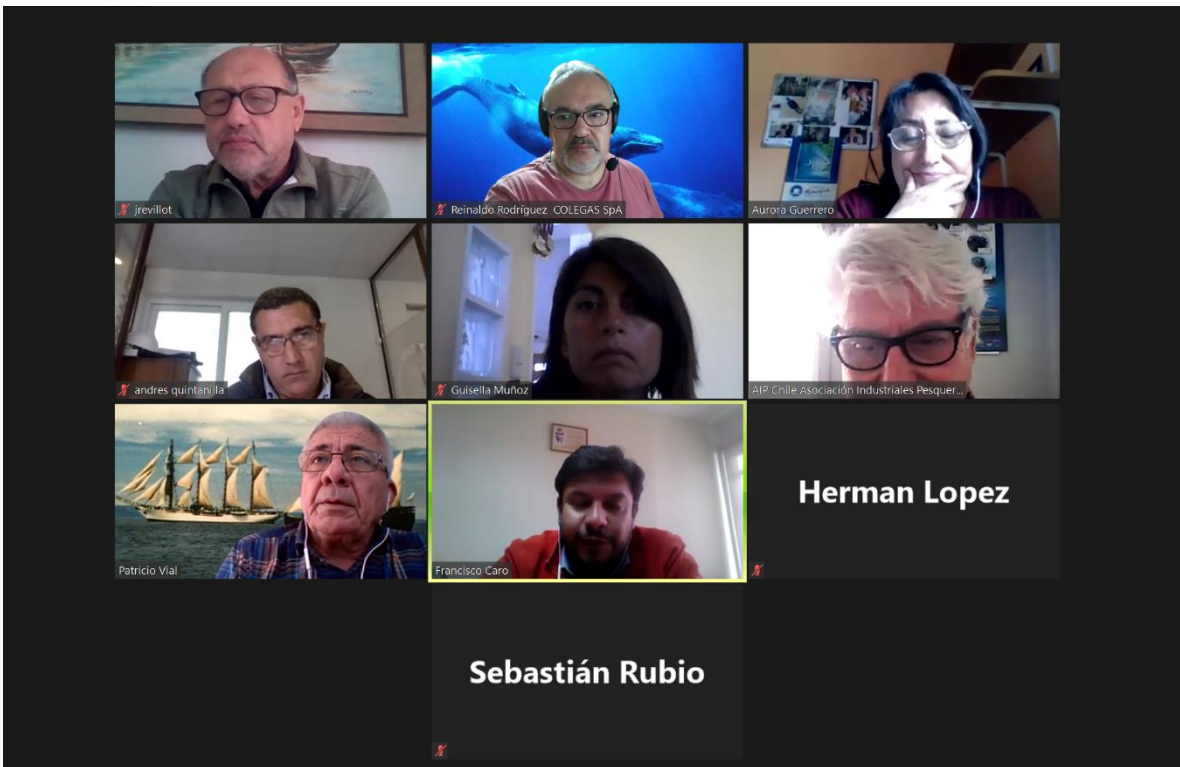 jrevillot
Reinaldo Rodríguez COLEGAS SpA
Aurora Guerrero
andres quintanilla
Guisella Muñoz
AIP Chile Asociación Industriales Pesquer...
Patricio Vial
Francisco Caro
Herman Lopez
Sebastián Rubio